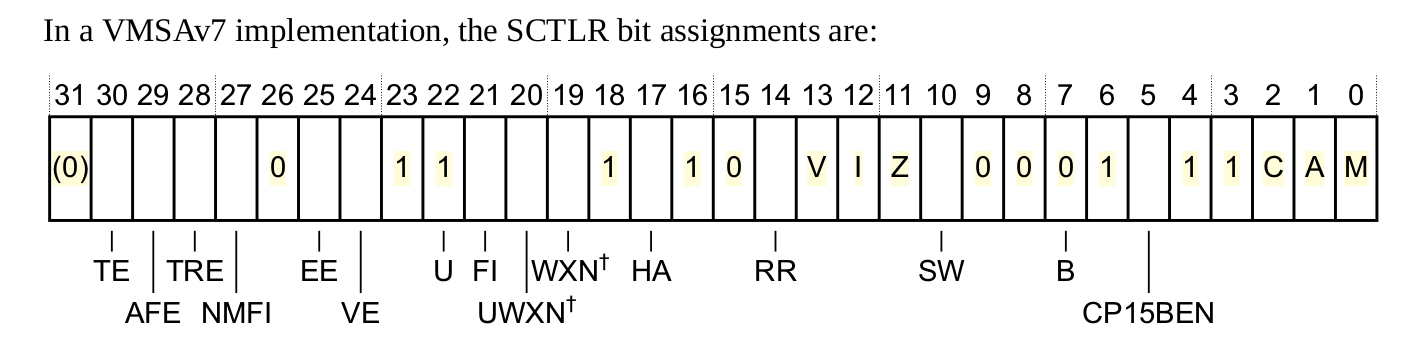 In a VMSAv7 implementation, the SCTLR bit assignments are:
31 30 29 28 27 26 25 24 23 22 21 20 19 18 17 16 15 14 13 12 11 10 9 8 7 6 5 4 3 2 1 0
(0) 0 1 1 1 1 0 V I Z 0 0 0 1 1 1 C A M
TE TRE EE U FI WXN† HA RR SW B
AFE NMFI VE UWXN† CP15BEN